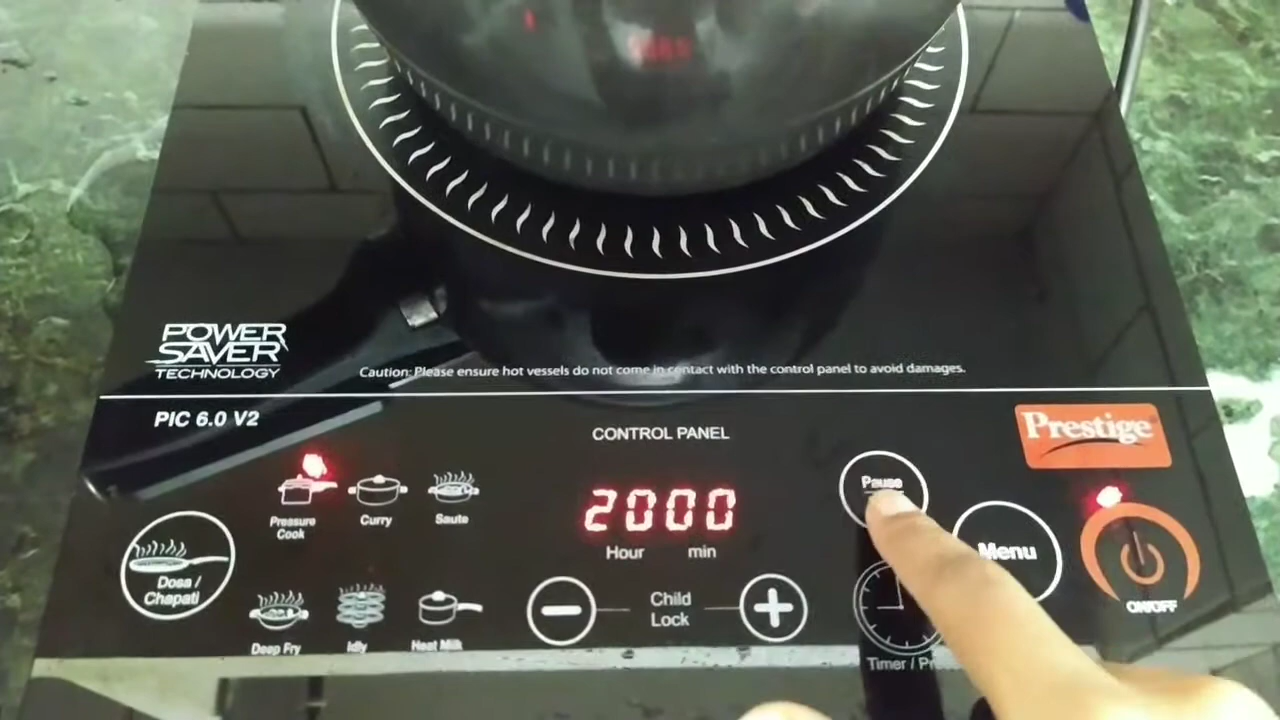 POWER
SAVER
TECHNOLOGY
Caution: Please ensure hot vessels do not come in contact with the control panel to avoid damages.
PIC 6.0 V2
Prestige
CONTROL PANEL
Pressure
Cook
Curry
Saute
2000
Hour min
Pause
Menu
ON/OFF
Dosa /
Chapati
Deep Fry
Idly
Heat Milk
Child
Lock
Timer /